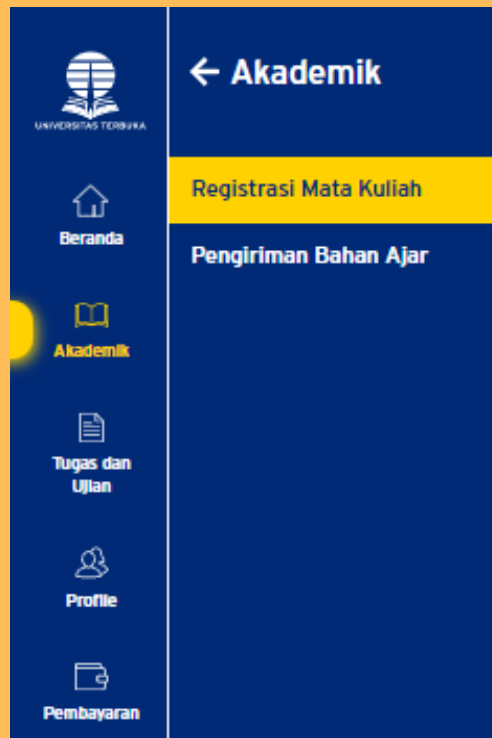 UNIVERSITAS TERBUKA
Beranda
Akademik
Tugas dan
Ujian
Profile
Pembayaran
← Akademik
Registrasi Mata Kuliah
Pengiriman Bahan Ajar